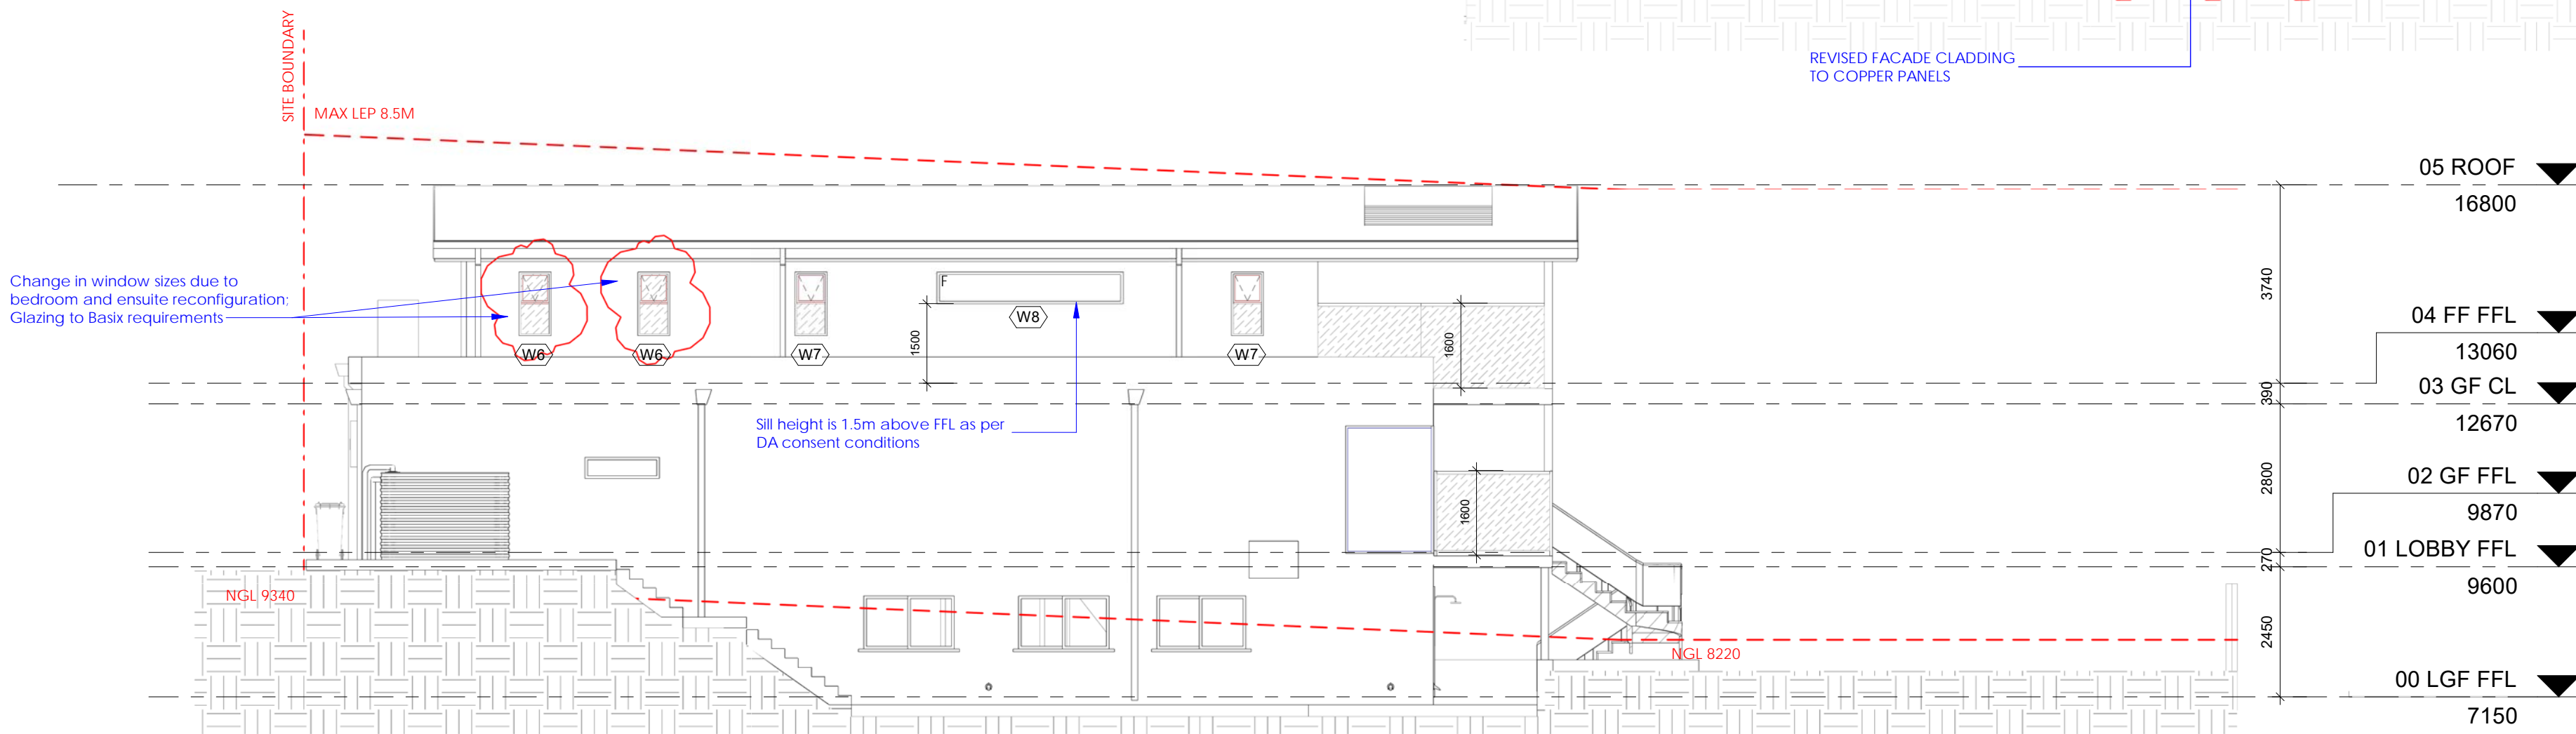 REVISED FACADE CLADDING
TO COPPER PANELS
SITE BOUNDARY
MAX LEP 8.5M
05 ROOF
16800
Change in window sizes due to
bedroom and ensuite reconfiguration;
Glazing to Basix requirements
F
W8
3740
04 FF FFL
13060
W6
W6
W7
1500
W7
1600
390
03 GF CL
12670
Sill height is 1.5m above FFL as per
DA consent conditions
2800
02 GF FFL
9870
1600
270
01 LOBBY FFL
9600
NGL 9340
2450
NGL 8220
00 LGF FFL
7150